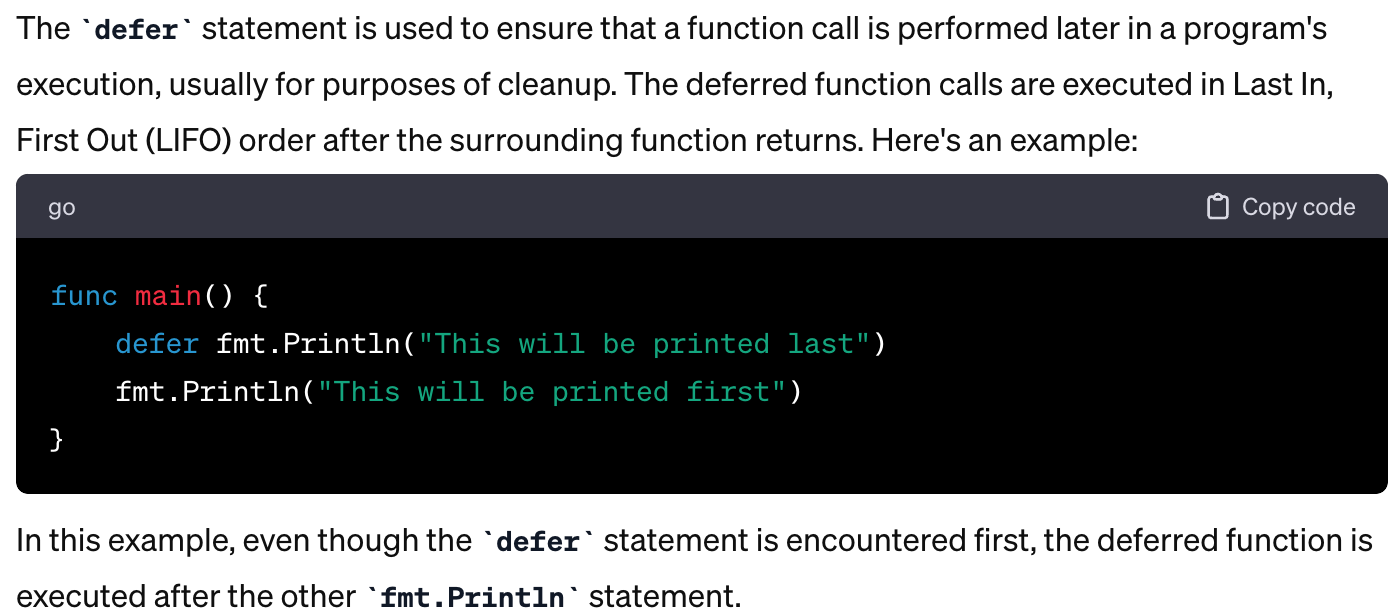 The `defer` statement is used to ensure that a function call is performed later in a program's
execution, usually for purposes of cleanup. The deferred function calls are executed in Last In,
First Out (LIFO) order after the surrounding function returns. Here's an example:
go
Copy code
func main() {
    defer fmt.Println("This will be printed last")
    fmt.Println("This will be printed first")
}
In this example, even though the `defer` statement is encountered first, the deferred function is
executed after the other `fmt.Println` statement.